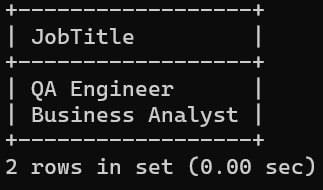 +------------------+
| JobTitle         |
+------------------+
| QA Engineer      |
| Business Analyst |
+------------------+
2 rows in set (0.00 sec)